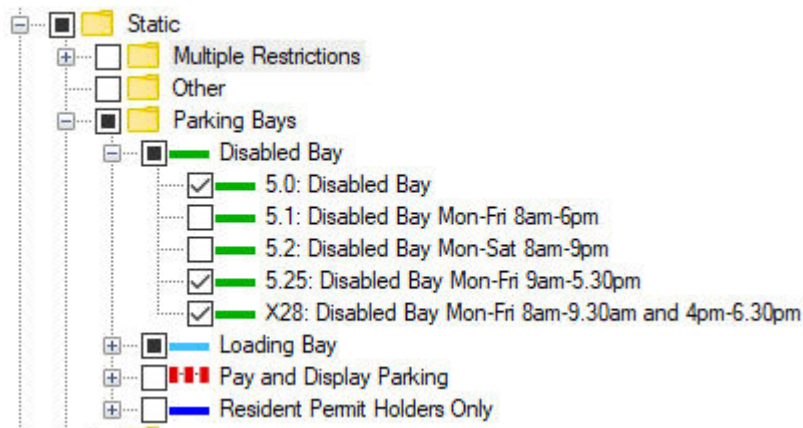 Static
Multiple Restrictions
Other
Parking Bays
Disabled Bay
5.0: Disabled Bay
5.1: Disabled Bay Mon-Fri 8am-6pm
5.2: Disabled Bay Mon-Sat 8am-9pm
5.25: Disabled Bay Mon-Fri 9am-5.30pm
X28: Disabled Bay Mon-Fri 8am-9.30am and 4pm-6.30pm
Loading Bay
Pay and Display Parking
Resident Permit Holders Only